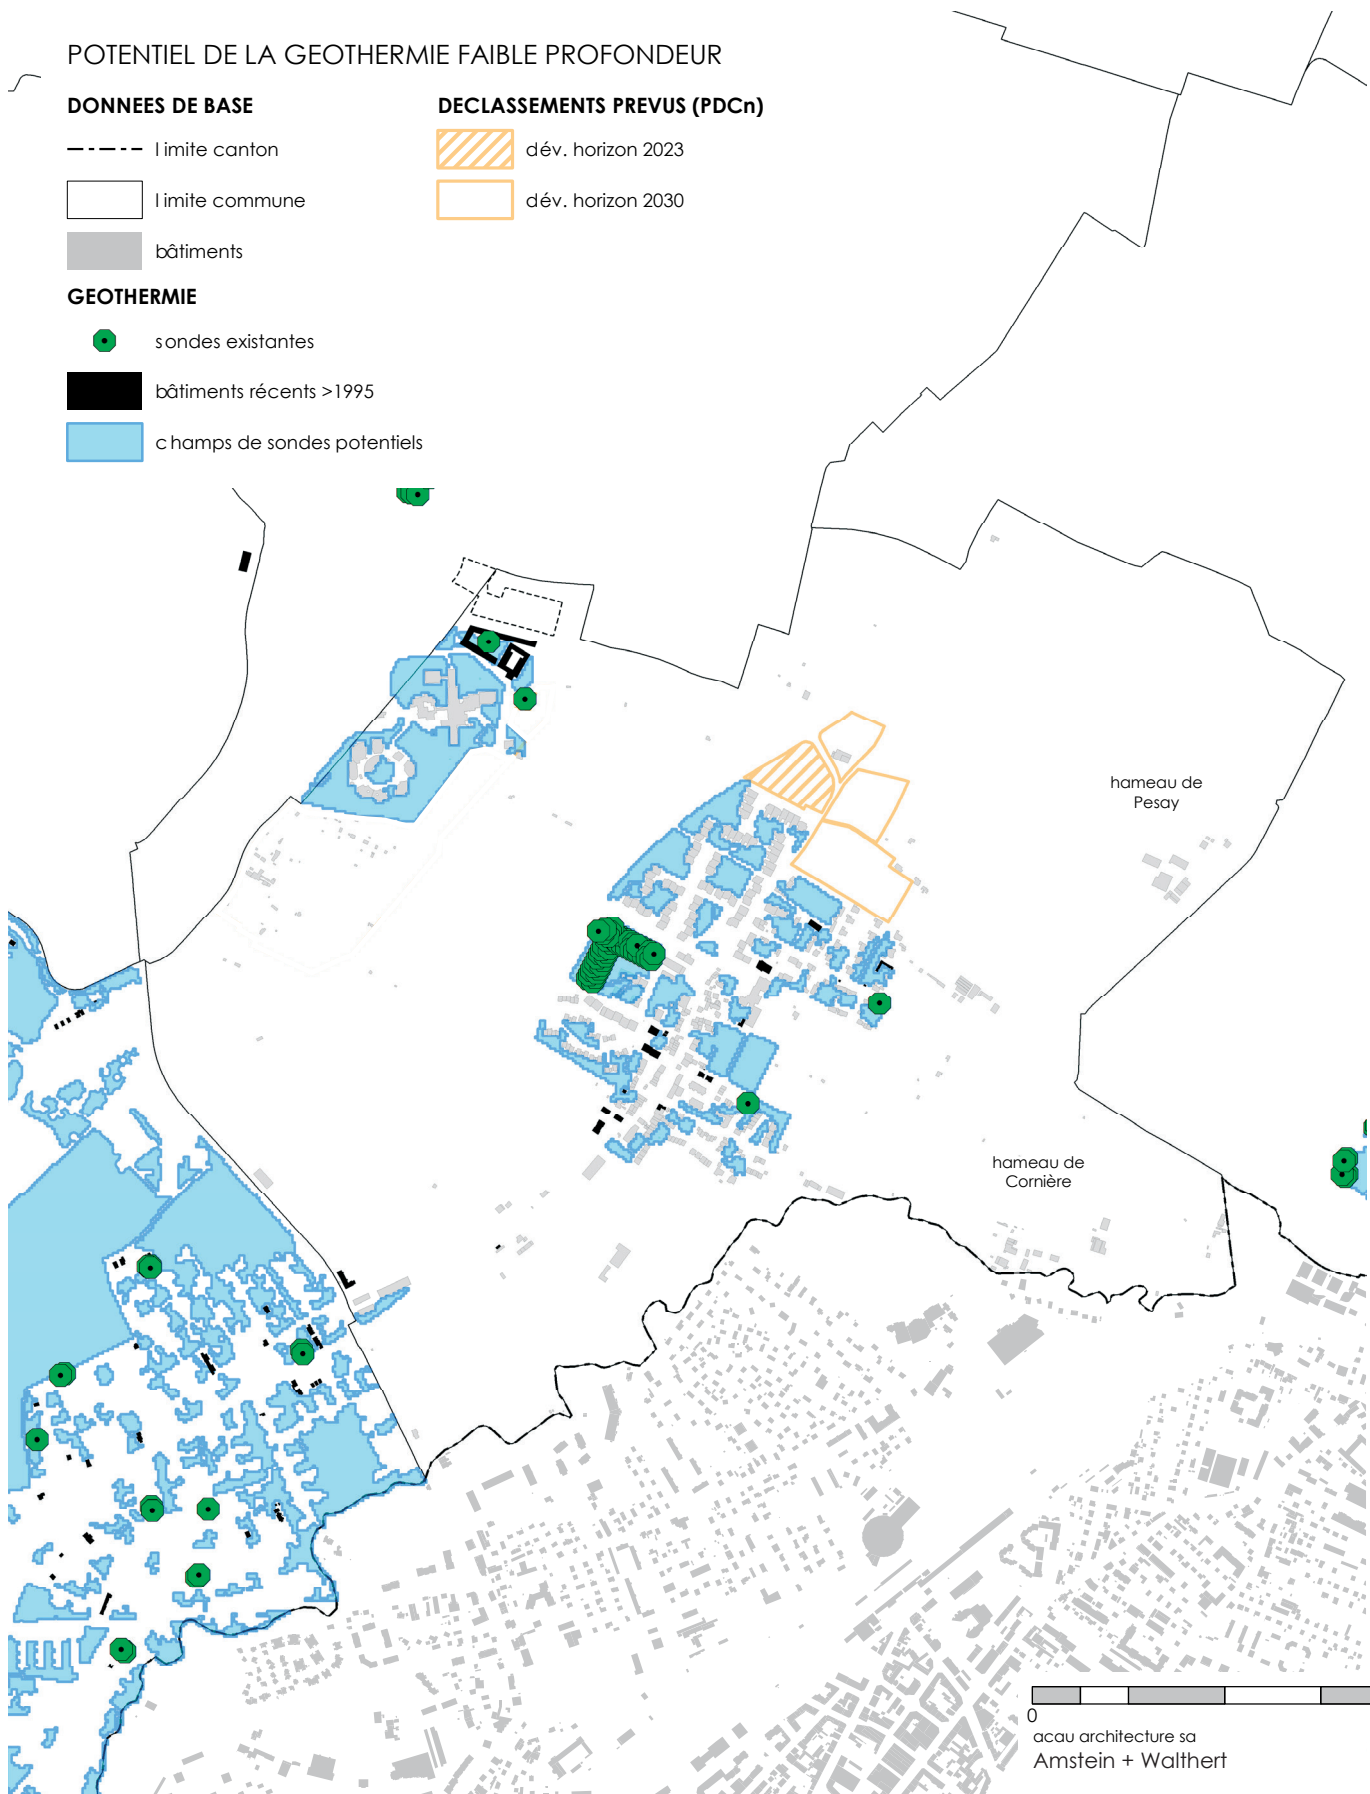 POTENTIEL DE LA GEOTHERMIE FAIBLE PROFONDEUR
DONNEES DE BASE
limite canton
limite commune
bâtiments
GEOTHERMIE
sondes existantes
bâtiments récents >1995
champs de sondes potentiels
DECLASSEMENTS PREVUS (PDCn)
dév. horizon 2023
dév. horizon 2030
hameau de
Pesay
hameau de
Cornière
0
acau architecture sa
Amstein + Walthert